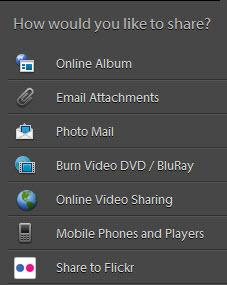 How would you like to share?
Online Album
Email Attachments
Photo Mail
Burn Video DVD / BluRay
Online Video Sharing
Mobile Phones and Players
Share to Flickr